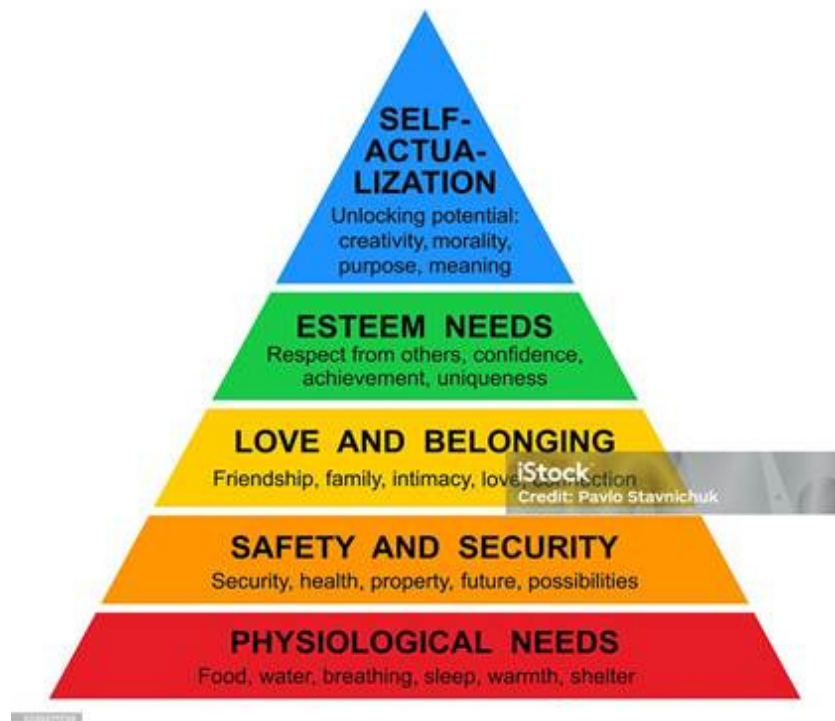 SELF-
ACTUA-
LIZATION
Unlocking potential:
creativity, morality,
purpose, meaning
ESTEEM NEEDS
Respect from others, confidence,
achievement, uniqueness
LOVE AND BELONGING
Friendship, family, intimacy, love, connection
iStock
Credit: Pavlo Stavnichuk
SAFETY AND SECURITY
Security, health, property, future, possibilities
PHYSIOLOGICAL NEEDS
Food, water, breathing, sleep, warmth, shelter